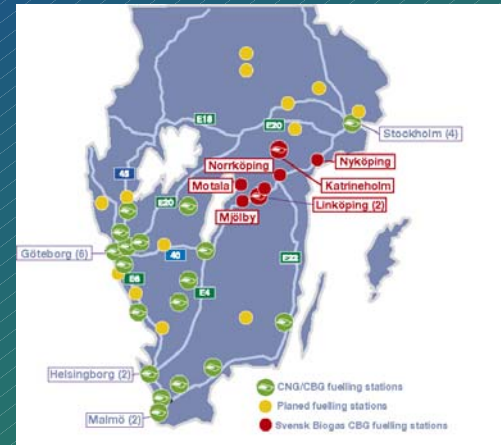 E18
E20
Stockholm (4)
Norrköping
Nyköping
Motala
Katrineholm
45
Linköping (2)
E20
Mjölby
Göteborg (6)
40
E6
E4
Helsingborg (2)
Malmö (2)
CNG/CBG fuelling stations
Planed fuelling stations
Svensk Biogas CBG fuelling stations